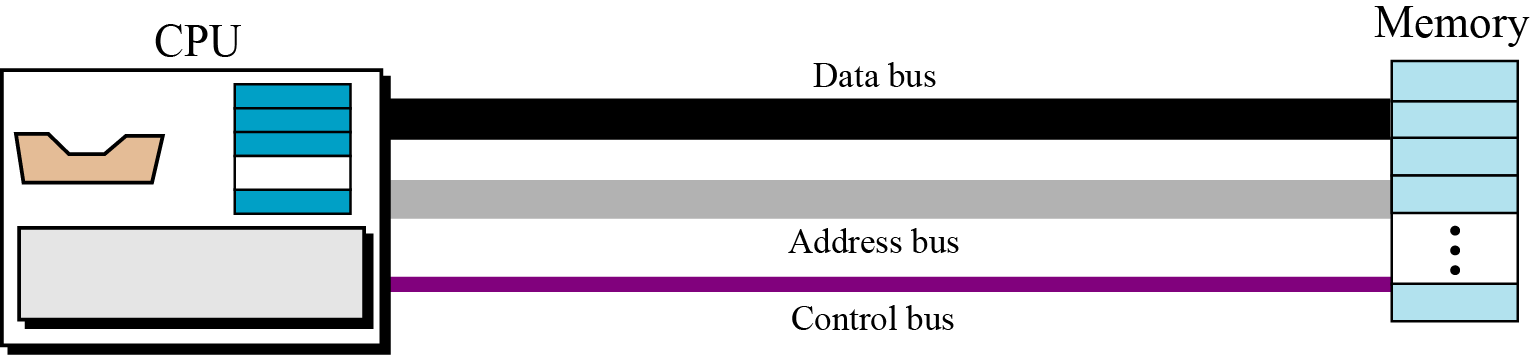 CPU
Memory
Data bus
Address bus
Control bus